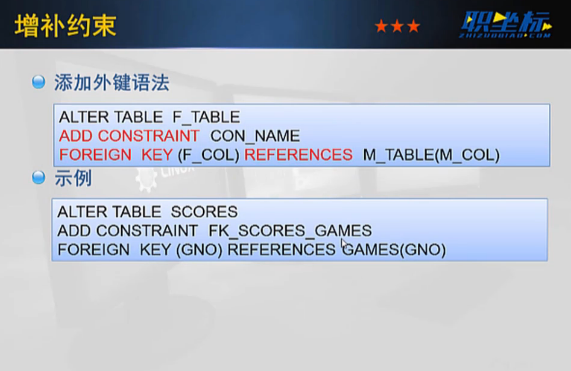 增补约束
职坐标
ZHIZUOBIAO.COM
添加外键语法
ALTER TABLE F_TABLE
ADD CONSTRAINT CON_NAME
FOREIGN KEY (F_COL) REFERENCES M_TABLE(M_COL)
示例
ALTER TABLE SCORES
ADD CONSTRAINT FK_SCORES_GAMES
FOREIGN KEY (GNO) REFERENCES GAMES(GNO)